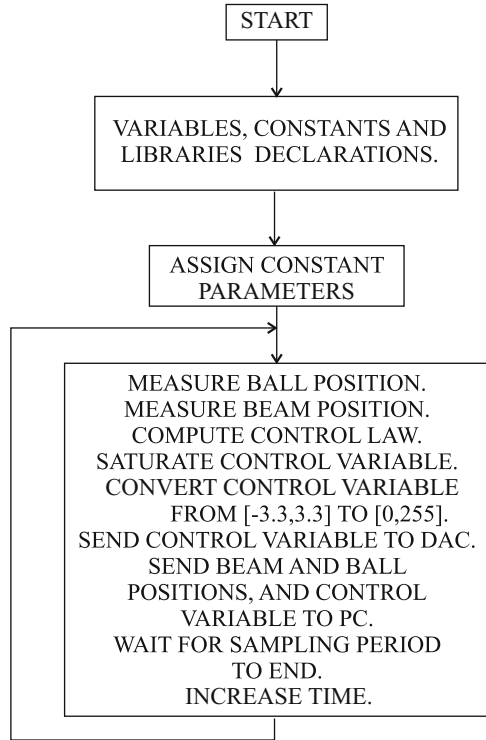 START
VARIABLES, CONSTANTS AND
LIBRARIES DECLARATIONS.
ASSIGN CONSTANT
PARAMETERS
MEASURE BALL POSITION.
MEASURE BEAM POSITION.
COMPUTE CONTROL LAW.
SATURATE CONTROL VARIABLE.
CONVERT CONTROL VARIABLE
FROM [-3.3,3.3] TO [0,255].
SEND CONTROL VARIABLE TO DAC.
SEND BEAM AND BALL
POSITIONS, AND CONTROL
VARIABLE TO PC.
WAIT FOR SAMPLING PERIOD
TO END.
INCREASE TIME.